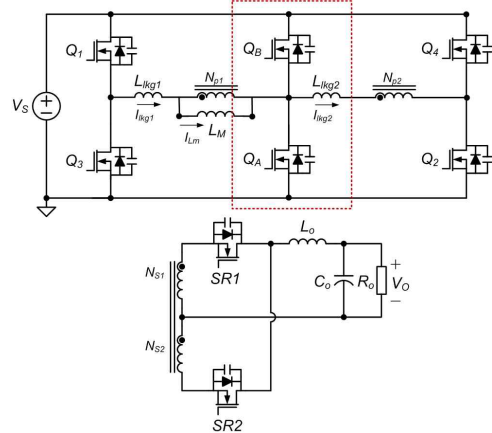 Q1
QB
Q4
Llkg1
Np1
Llkg2
Np2
VS
Ilkg1
ILm
LM
Ilkg2
Q3
QA
Q2
Lo
NS1
SR1
Co
Ro
+
VO
−
NS2
SR2